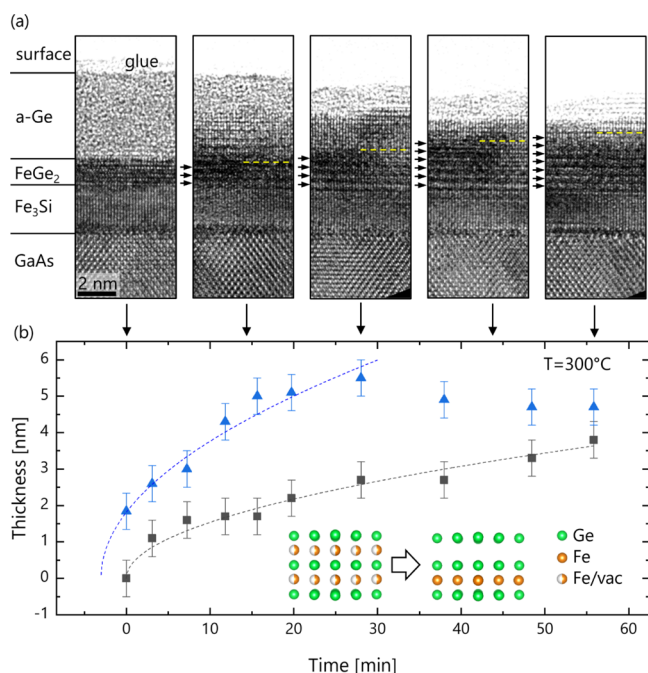 (a)
surface
glue
a-Ge
FeGe₂
Fe₃Si
GaAs
2 nm
(b)
T=300°C
Thickness [nm]
6
5
4
3
2
1
0
-1
Ge
Fe
Fe/vac
0 10 20 30 40 50 60
Time [min]